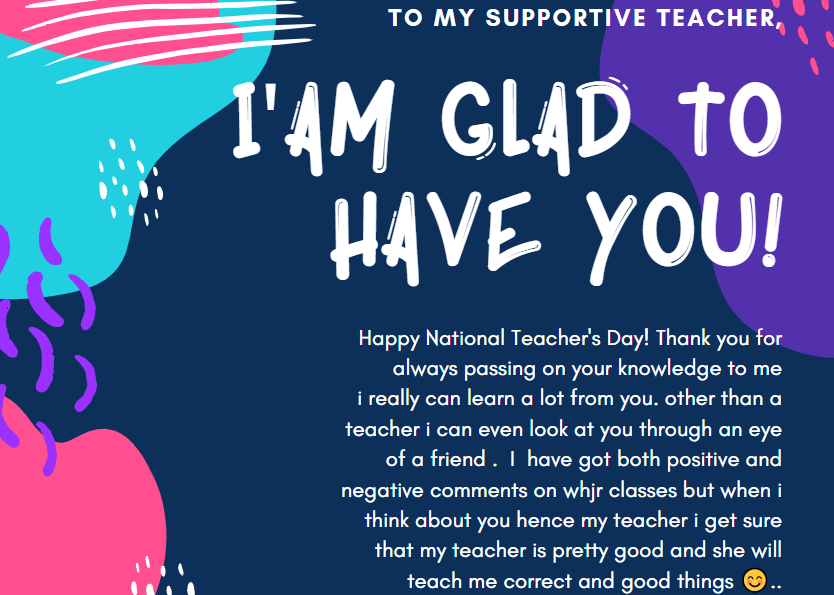 TO MY SUPPORTIVE TEACHER,
I'AM GLAD TO
HAVE YOU!
Happy National Teacher's Day! Thank you for
always passing on your knowledge to me
i really can learn a lot from you. other than a
teacher i can even look at you through an eye
of a friend .  I  have got both positive and
negative comments on whjr classes but when i
think about you hence my teacher i get sure
that my teacher is pretty good and she will
teach me correct and good things 😊..